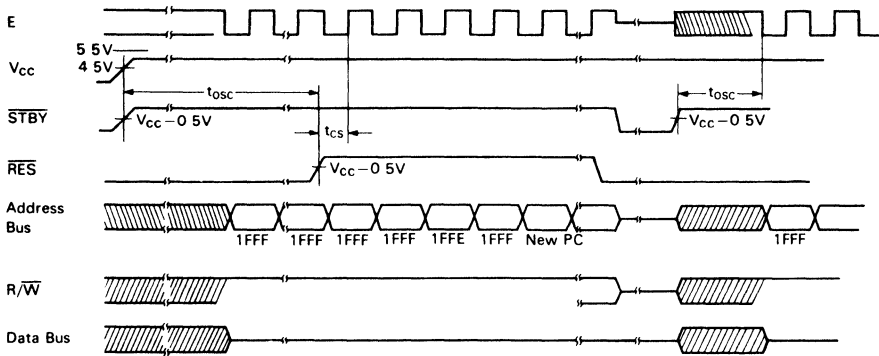 E
5 5V
4 5V
Vcc
tosc
tosc
STBY
Vcc−0 5V
tcs
Vcc−0 5V
RES
Vcc−0 5V
Address
Bus
1FFF 1FFF 1FFF 1FFF 1FFE 1FFF New PC 1FFF
R/W
Data Bus